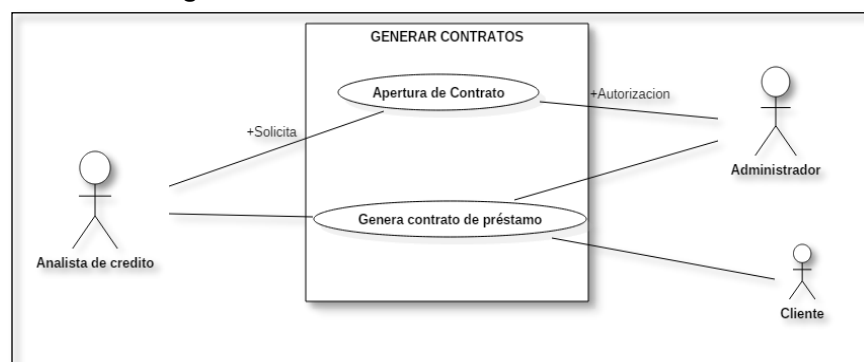 GENERAR CONTRATOS
Apertura de Contrato
+Autorizacion
+Solicita
Administrador
Genera contrato de préstamo
Analista de credito
Cliente